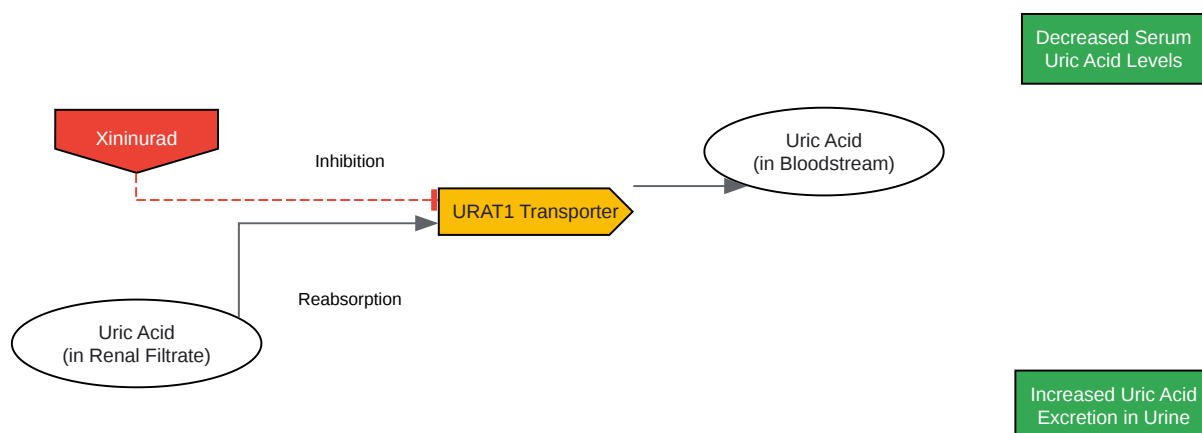 Decreased Serum
Uric Acid Levels
Xininurad
Inhibition
Uric Acid
(in Bloodstream)
URAT1 Transporter
Reabsorption
Uric Acid
(in Renal Filtrate)
Increased Uric Acid
Excretion in Urine